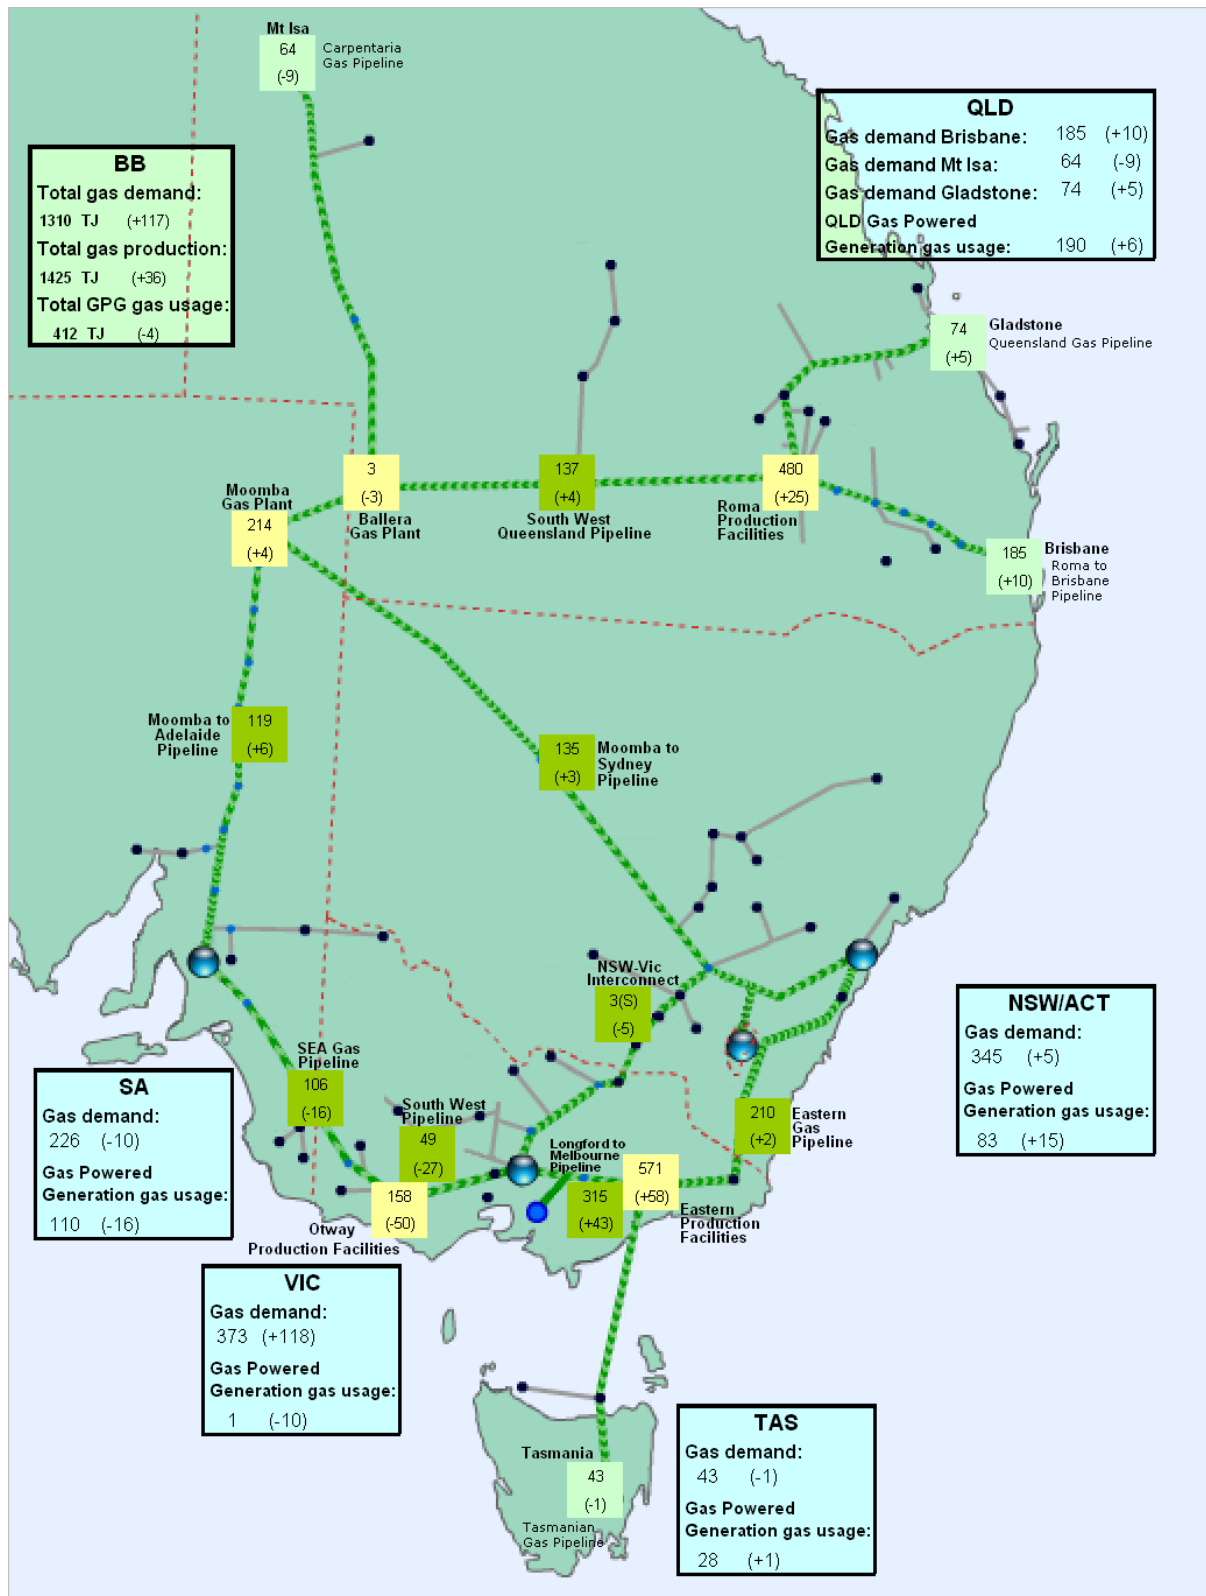 Mt Isa
64
(-9)
Carpentaria
Gas Pipeline
QLD
Gas demand Brisbane: 185 (+10)
Gas demand Mt Isa: 64 (-9)
Gas demand Gladstone: 74 (+5)
QLD Gas Powered
Generation gas usage: 190 (+6)
BB
Total gas demand:
1310 TJ (+117)
Total gas production:
1425 TJ (+36)
Total GPG gas usage:
412 TJ (-4)
74
(+5)
Gladstone
Queensland Gas Pipeline
3
(-3)
Ballera
Gas Plant
137
(+4)
South West
Queensland Pipeline
480
(+25)
Roma
Production
Facilities
Moomba
Gas Plant
214
(+4)
185
(+10)
Brisbane
Roma to
Brisbane
Pipeline
Moomba to
Adelaide
Pipeline
119
(+6)
135
(+3)
Moomba to
Sydney
Pipeline
NSW-Vic
Interconnect
3(S)
(-5)
NSW/ACT
Gas demand:
345 (+5)
Gas Powered
Generation gas usage:
83 (+15)
SEA Gas
Pipeline
106
(-16)
SA
Gas demand:
226 (-10)
Gas Powered
Generation gas usage:
110 (-16)
South West
Pipeline
49
(-27)
Longford to
Melbourne
Pipeline
315
(+43)
210
(+2)
Eastern
Gas
Pipeline
571
(+58)
Eastern
Production
Facilities
158
(-50)
Otway
Production Facilities
VIC
Gas demand:
373 (+118)
Gas Powered
Generation gas usage:
1 (-10)
Tasmania
43
(-1)
Tasmanian
Gas Pipeline
TAS
Gas demand:
43 (-1)
Gas Powered
Generation gas usage:
28 (+1)